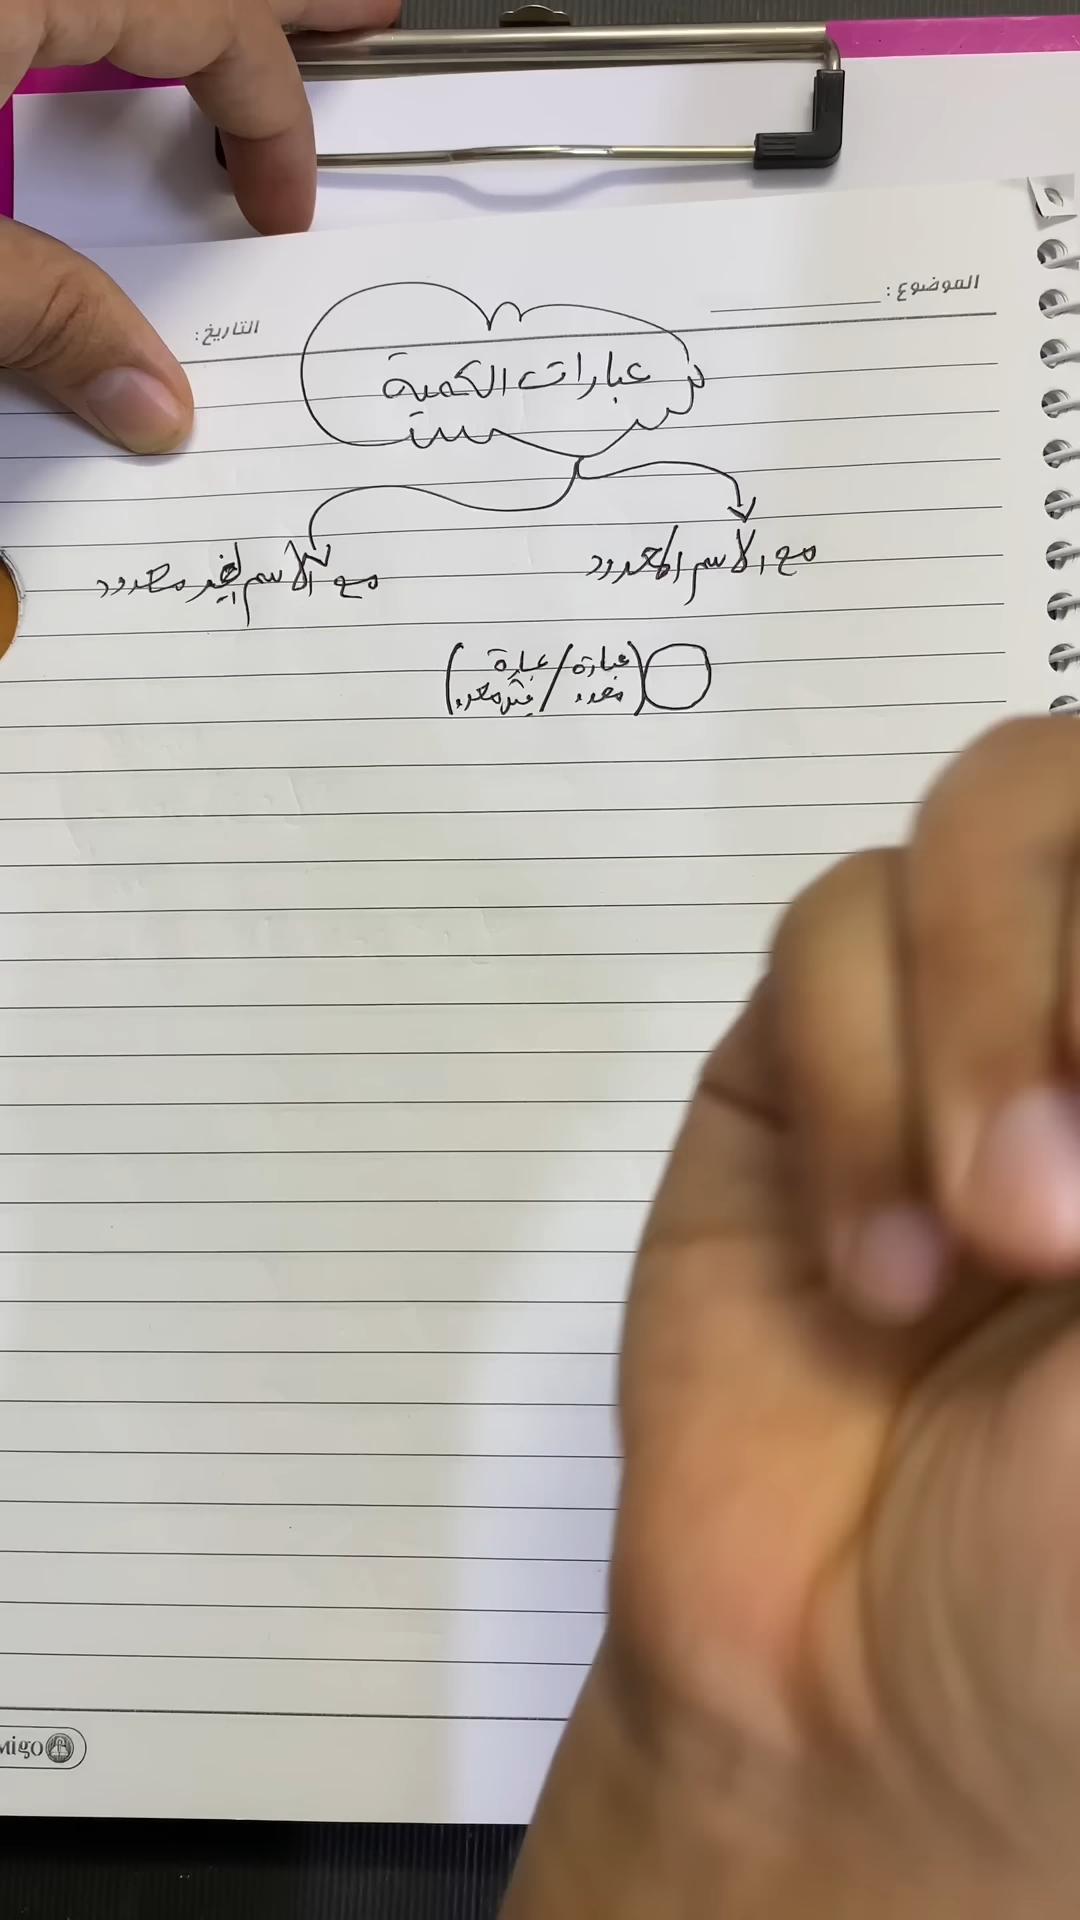 الموضوع:
التاريخ:
عبارات الكمية
مع الاسم المعدود
مع الاسم الغير معدود
(عبارة / عبارة
معدود / غير معدود)
Migo